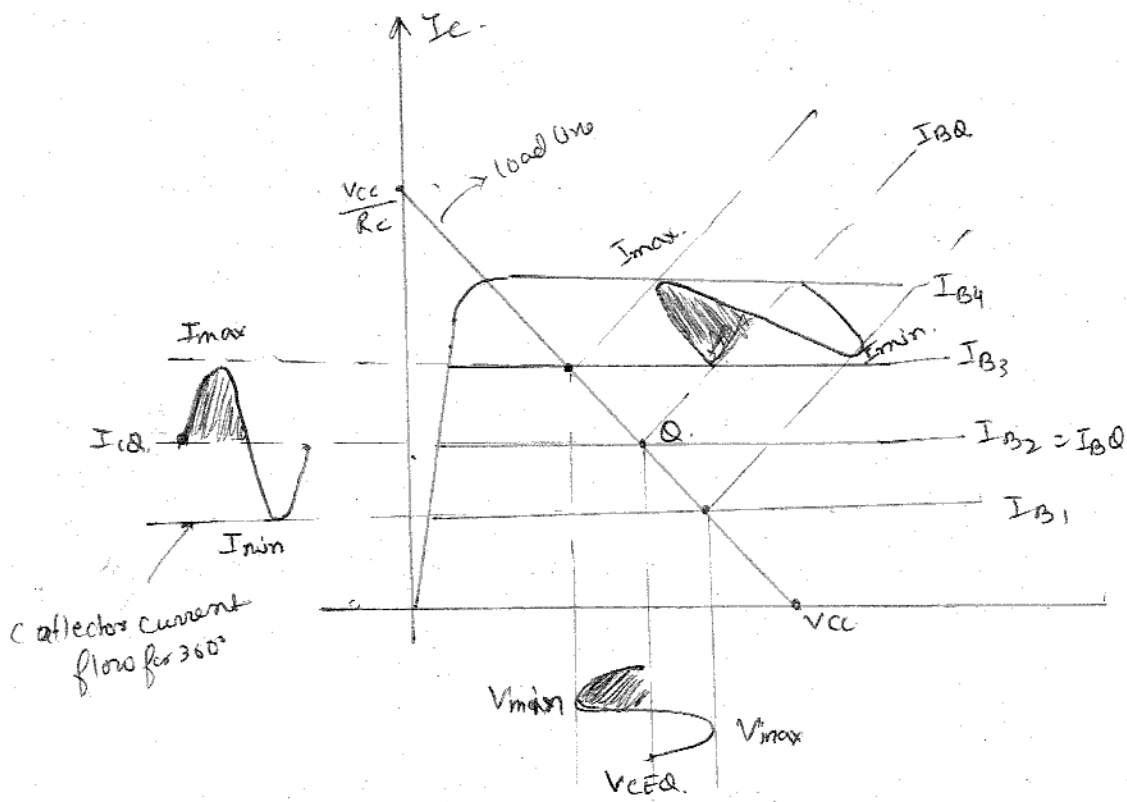 Ic.
IBQ
load line
Vcc
Rc
Imax.
IB4
Imax
Imin.
IB3
ICQ.
Q.
IB2 = IBQ
IB1
Imin
Collector current
flow for 360°
VCC
Vmin
Vmax
VCEQ.